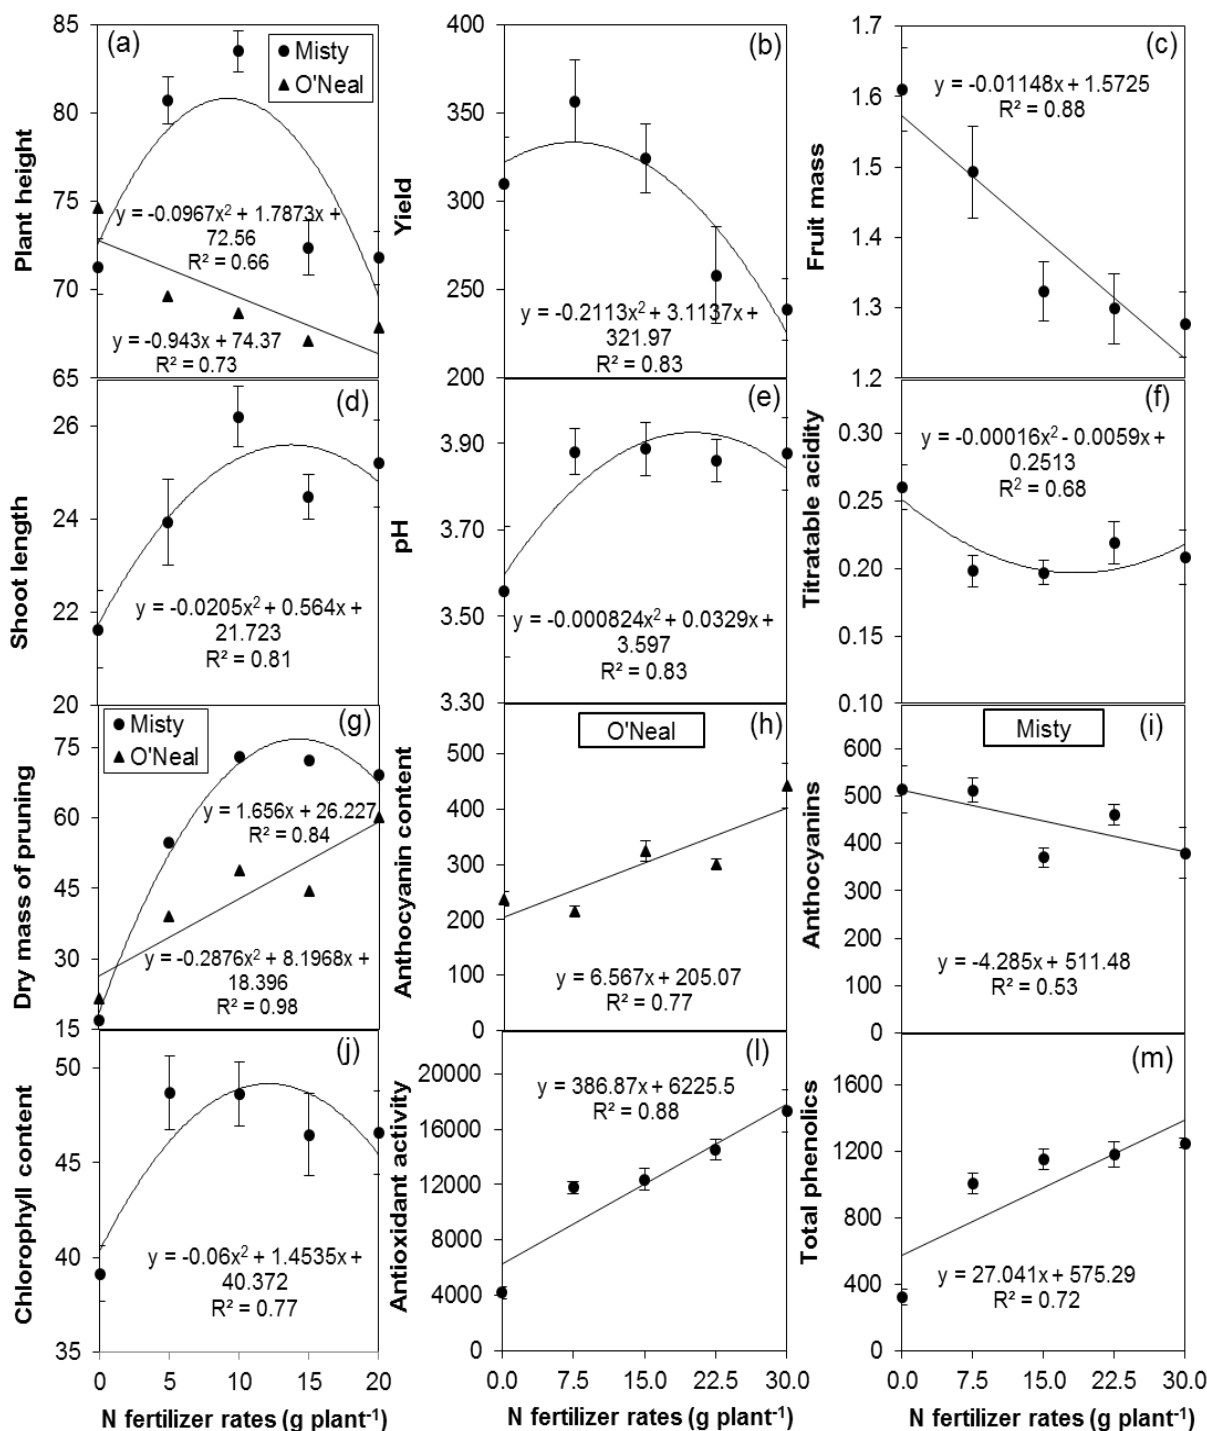 (a)
Misty
O'Neal
85
80
75
70
65
Plant height
y = -0.0967x² + 1.7873x +
72.56
R² = 0.66
y = -0.943x + 74.37
R² = 0.73
(b)
400
350
300
250
200
Yield
y = -0.2113x² + 3.1137x +
321.97
R² = 0.83
(c)
1.7
1.6
1.5
1.4
1.3
1.2
Fruit mass
y = -0.01148x + 1.5725
R² = 0.88
(d)
26
24
22
20
Shoot length
y = -0.0205x² + 0.564x +
21.723
R² = 0.81
(e)
3.90
3.70
3.50
3.30
pH
y = -0.000824x² + 0.0329x +
3.597
R² = 0.83
(f)
0.30
0.25
0.20
0.15
0.10
Titratable acidity
y = -0.00016x² - 0.0059x +
0.2513
R² = 0.68
(g)
Misty
O'Neal
75
60
45
30
15
Dry mass of pruning
y = 1.656x + 26.227
R² = 0.84
y = -0.2876x² + 8.1968x +
18.396
R² = 0.98
(h)
O'Neal
500
400
300
200
100
0
Anthocyanin content
y = 6.567x + 205.07
R² = 0.77
(i)
Misty
600
500
400
300
200
100
0
Anthocyanins
y = -4.285x + 511.48
R² = 0.53
(j)
50
45
40
35
Chlorophyll content
y = -0.06x² + 1.4535x +
40.372
R² = 0.77
0 5 10 15 20
N fertilizer rates (g plant⁻¹)
(l)
20000
16000
12000
8000
4000
0
Antioxidant activity
y = 386.87x + 6225.5
R² = 0.88
0.0 7.5 15.0 22.5 30.0
N fertilizer rates (g plant⁻¹)
(m)
1600
1200
800
400
0
Total phenolics
y = 27.041x + 575.29
R² = 0.72
0.0 7.5 15.0 22.5 30.0
N fertilizer rates (g plant⁻¹)